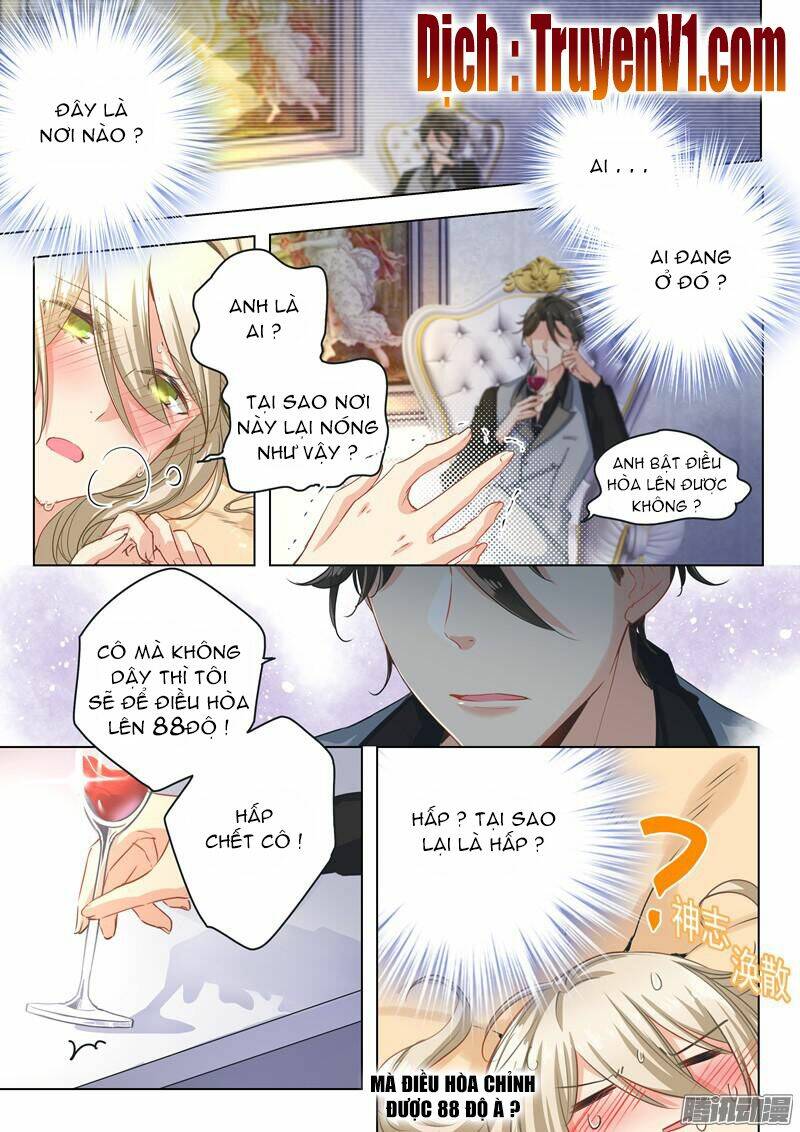 Dịch : TruyenV1.com
ĐÂY LÀ
NƠI NÀO ?
AI . . .
AI ĐANG
Ở ĐÓ ?
ANH LÀ
AI ?
TẠI SAO NƠI
NÀY LẠI NÓNG
NHƯ VẬY ?
ANH BẬT ĐIỀU
HÒA LÊN ĐƯỢC
KHÔNG ?
CÔ MÀ KHÔNG
DẬY THÌ TÔI
SẼ ĐỂ ĐIỀU HÒA
LÊN 88ĐỘ !
HẤP
CHẾT CÔ !
HẤP ? TẠI SAO
LẠI LÀ HẤP ?
?
神志
涣散
MÀ ĐIỀU HÒA CHỈNH
ĐƯỢC 88 ĐỘ À ?
腾讯动漫